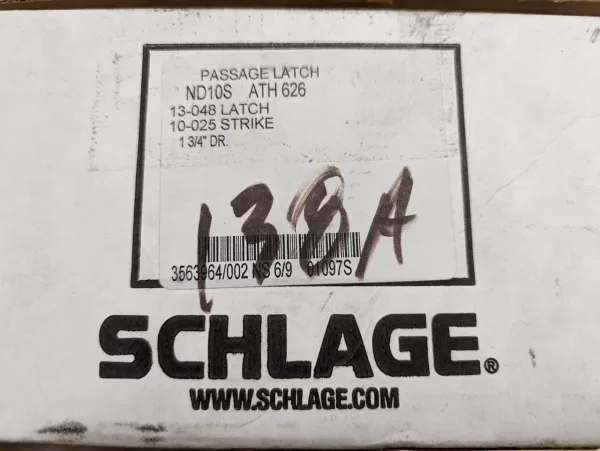 PASSAGE LATCH
ND10S ATH 626
13-048 LATCH
10-025 STRIKE
1 3/4" DR.
138A
3563964/002 NS 6/9 01097S
SCHLAGE®
WWW.SCHLAGE.COM